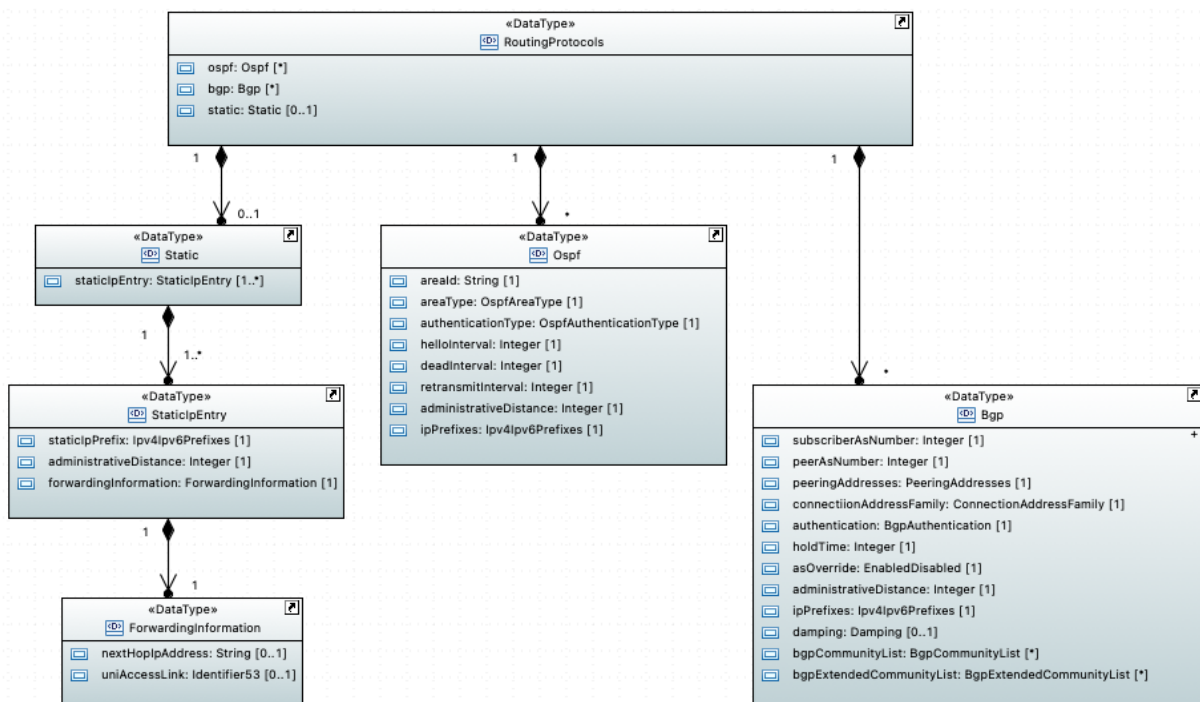 «DataType»
RoutingProtocols
ospf: Ospf [*]
bgp: Bgp [*]
static: Static [0..1]
1
1
1
0..1
*
«DataType»
Static
staticIpEntry: StaticIpEntry [1..*]
«DataType»
Ospf
areaId: String [1]
areaType: OspfAreaType [1]
authenticationType: OspfAuthenticationType [1]
helloInterval: Integer [1]
deadInterval: Integer [1]
retransmitInterval: Integer [1]
administrativeDistance: Integer [1]
ipPrefixes: Ipv4Ipv6Prefixes [1]
1
1..*
*
«DataType»
StaticIpEntry
staticIpPrefix: Ipv4Ipv6Prefixes [1]
administrativeDistance: Integer [1]
forwardingInformation: ForwardingInformation [1]
«DataType»
Bgp
+
subscriberAsNumber: Integer [1]
peerAsNumber: Integer [1]
peeringAddresses: PeeringAddresses [1]
connectiionAddressFamily: ConnectionAddressFamily [1]
authentication: BgpAuthentication [1]
holdTime: Integer [1]
asOverride: EnabledDisabled [1]
administrativeDistance: Integer [1]
ipPrefixes: Ipv4Ipv6Prefixes [1]
damping: Damping [0..1]
bgpCommunityList: BgpCommunityList [*]
bgpExtendedCommunityList: BgpExtendedCommunityList [*]
1
1
«DataType»
ForwardingInformation
nextHopIpAddress: String [0..1]
uniAccessLink: Identifier53 [0..1]